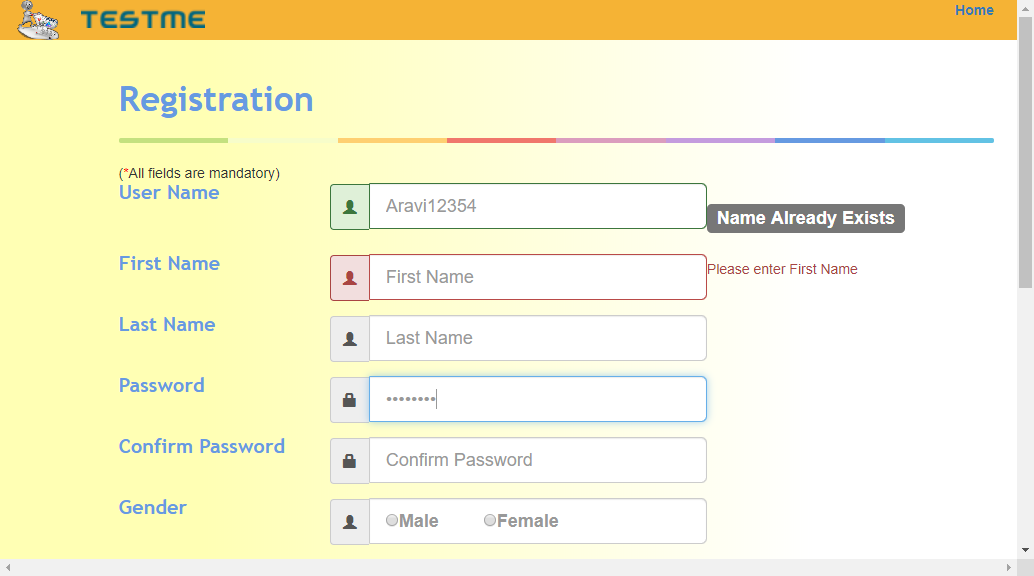 TESTME
Home
Registration
(*All fields are mandatory)
User Name
Aravi12354
Name Already Exists
First Name
First Name
Please enter First Name
Last Name
Last Name
Password
••••••••
Confirm Password
Confirm Password
Gender
Male Female